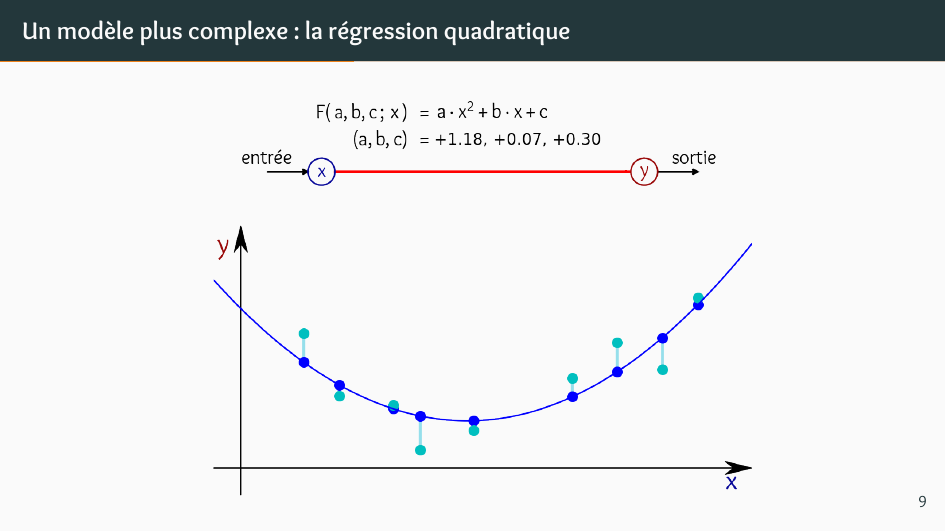 Un modèle plus complexe : la régression quadratique
F(a,b,c; x) = a · x² + b · x + c
(a,b,c) = +1.18, +0.07, +0.30
entrée x y sortie
y
x
9